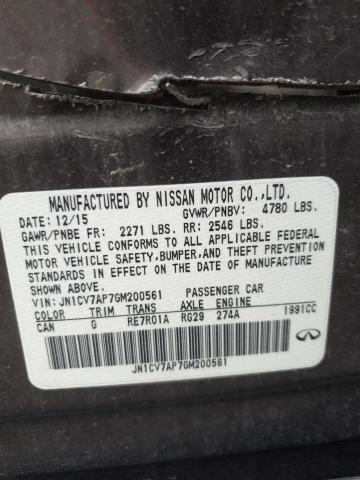 MANUFACTURED BY NISSAN MOTOR CO.,LTD.
DATE: 12/15 GVWR/PNBV: 4780 LBS.
GAWR/PNBE FR: 2271 LBS. RR: 2546 LBS.
THIS VEHICLE CONFORMS TO ALL APPLICABLE FEDERAL
MOTOR VEHICLE SAFETY, BUMPER, AND THEFT PREVENTION
STANDARDS IN EFFECT ON THE DATE OF MANUFACTURE
SHOWN ABOVE.
VIN: JN1CV7AP7GM200561 PASSENGER CAR
COLOR TRIM TRANS AXLE ENGINE
CAN G RE7R01A RG29 274A 1991CC
JN1CV7AP7GM200561